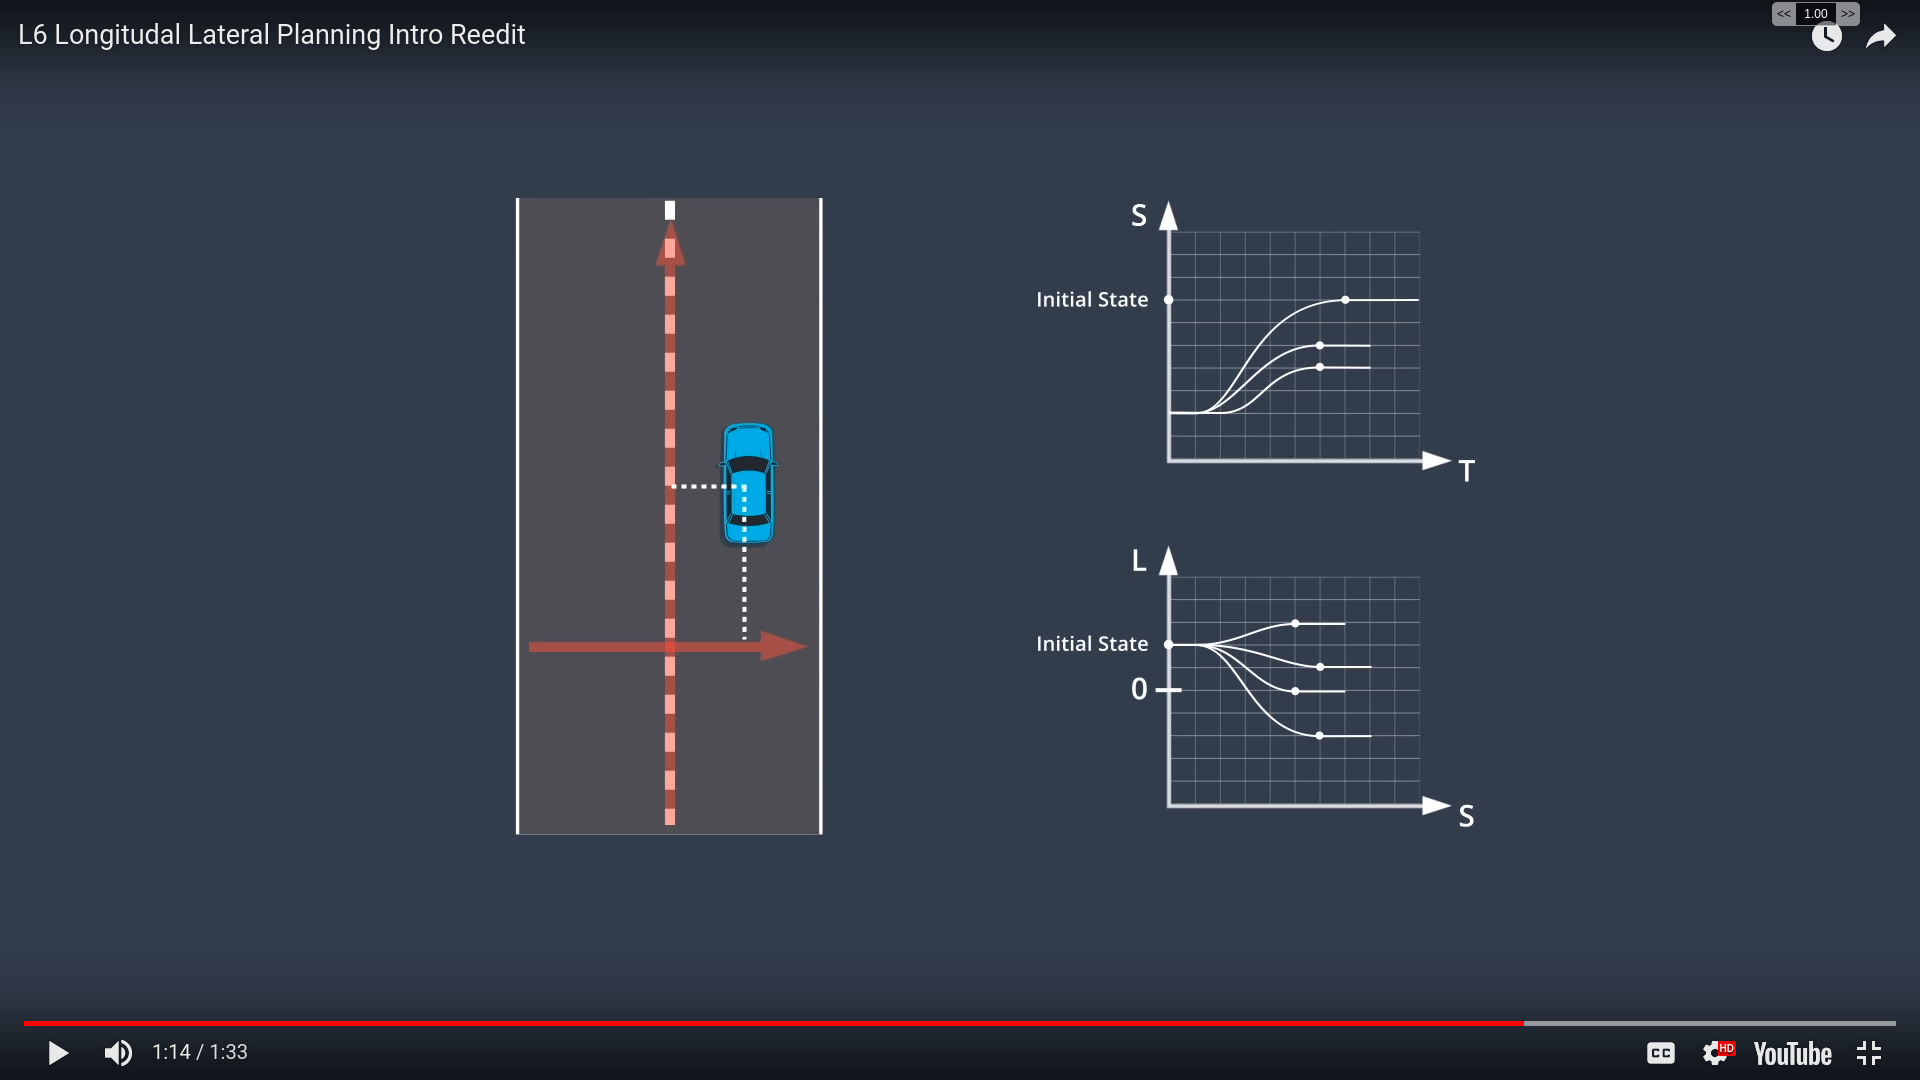 L6 Longitudal Lateral Planning Intro Reedit
<< 1.00 >>
S
Initial State
T
L
Initial State
0
S
1:14 / 1:33
CC
HD
YouTube